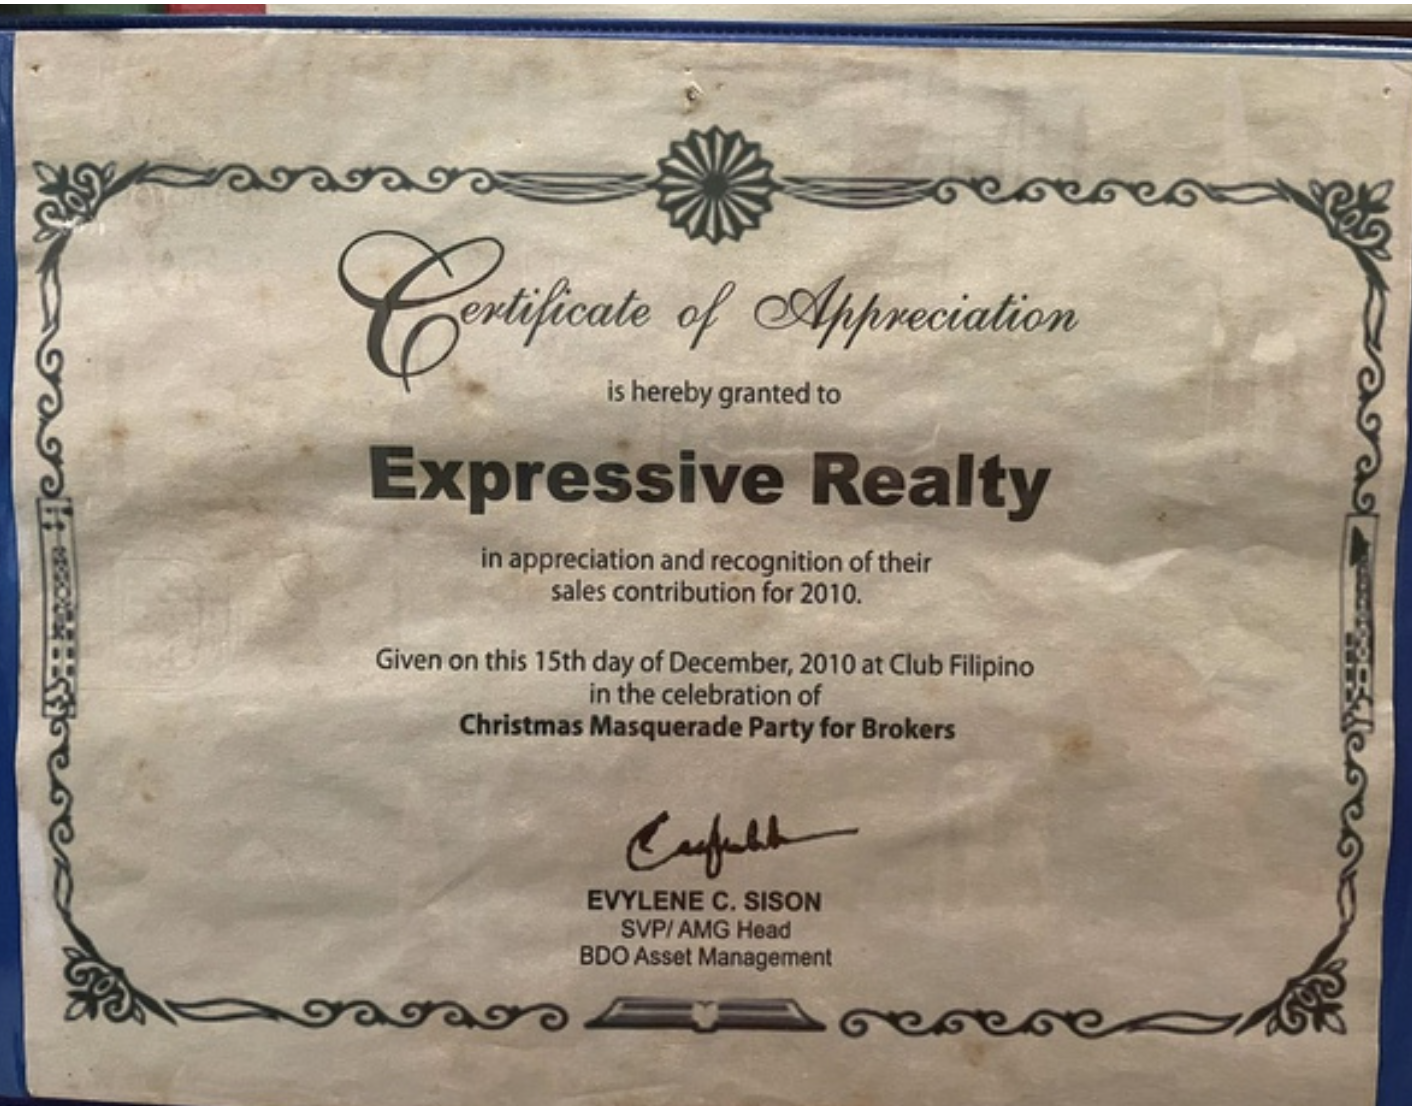 Certificate of Appreciation
is hereby granted to
Expressive Realty
in appreciation and recognition of their
sales contribution for 2010.
Given on this 15th day of December, 2010 at Club Filipino
in the celebration of
Christmas Masquerade Party for Brokers
EVYLENE C. SISON
SVP/ AMG Head
BDO Asset Management